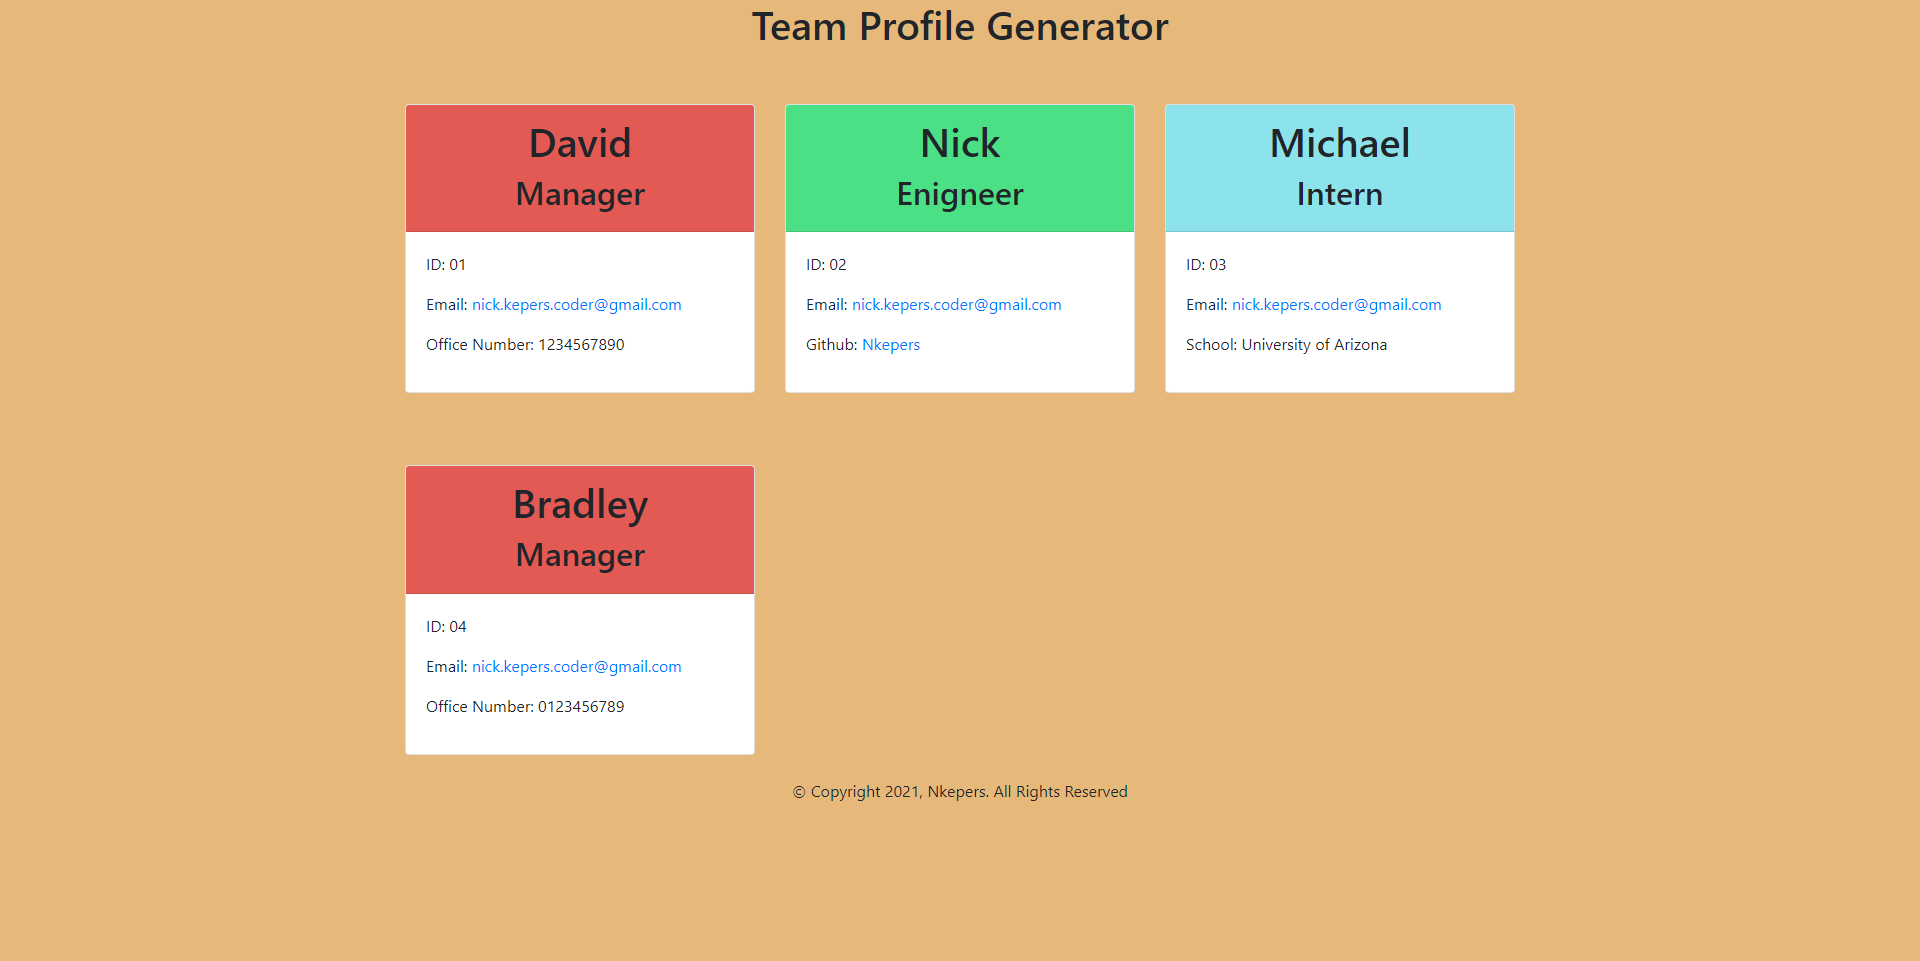 Team Profile Generator
David
Manager
ID: 01
Email: nick.kepers.coder@gmail.com
Office Number: 1234567890
Nick
Enigneer
ID: 02
Email: nick.kepers.coder@gmail.com
Github: Nkepers
Michael
Intern
ID: 03
Email: nick.kepers.coder@gmail.com
School: University of Arizona
Bradley
Manager
ID: 04
Email: nick.kepers.coder@gmail.com
Office Number: 0123456789
© Copyright 2021, Nkepers. All Rights Reserved